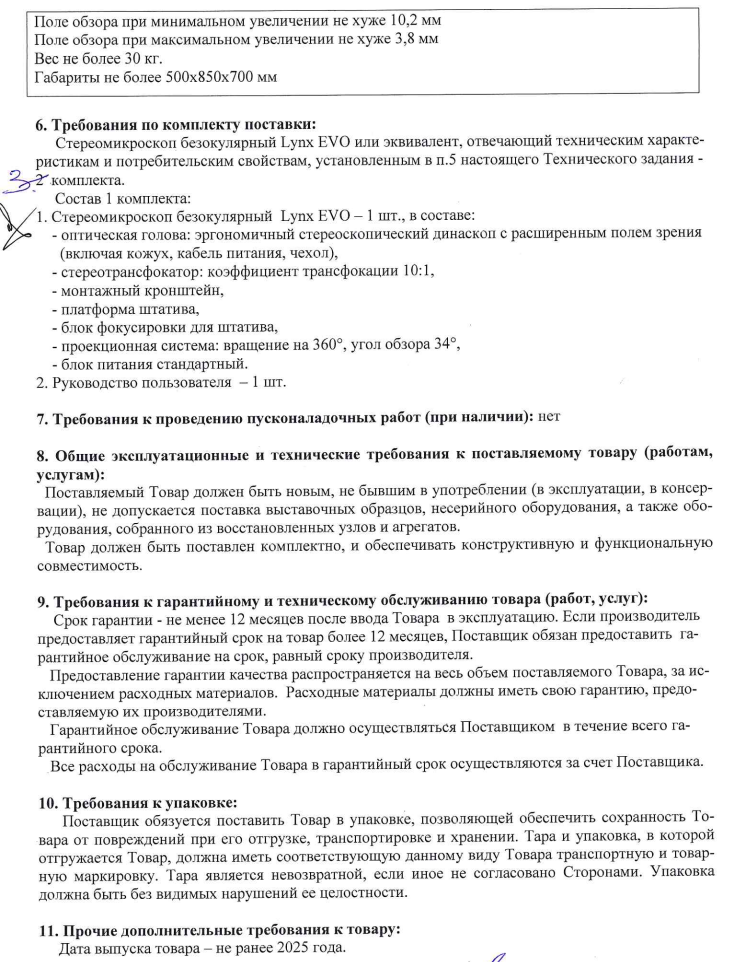 Поле обзора при минимальном увеличении не хуже 10,2 мм
Поле обзора при максимальном увеличении не хуже 3,8 мм
Вес не более 30 кг.
Габариты не более 500х850х700 мм
6. Требования по комплекту поставки:
Стереомикроскоп безокулярный Lynx EVO или эквивалент, отвечающий техническим характе-
ристикам и потребительским свойствам, установленным в п.5 настоящего Технического задания -
3 2 комплекта.
Состав 1 комплекта:
1. Стереомикроскоп безокулярный Lynx EVO – 1 шт., в составе:
- оптическая голова: эргономичный стереоскопический динаскоп с расширенным полем зрения
(включая кожух, кабель питания, чехол),
- стереотрансфокатор: коэффициент трансфокации 10:1,
- монтажный кронштейн,
- платформа штатива,
- блок фокусировки для штатива,
- проекционная система: вращение на 360°, угол обзора 34°,
- блок питания стандартный.
2. Руководство пользователя – 1 шт.
7. Требования к проведению пусконаладочных работ (при наличии): нет
8. Общие эксплуатационные и технические требования к поставляемому товару (работам,
услугам):
Поставляемый Товар должен быть новым, не бывшим в употреблении (в эксплуатации, в консер-
вации), не допускается поставка выставочных образцов, несерийного оборудования, а также обо-
рудования, собранного из восстановленных узлов и агрегатов.
Товар должен быть поставлен комплектно, и обеспечивать конструктивную и функциональную
совместимость.
9. Требования к гарантийному и техническому обслуживанию товара (работ, услуг):
Срок гарантии - не менее 12 месяцев после ввода Товара в эксплуатацию. Если производитель
предоставляет гарантийный срок на товар более 12 месяцев, Поставщик обязан предоставить га-
рантийное обслуживание на срок, равный сроку производителя.
Предоставление гарантии качества распространяется на весь объем поставляемого Товара, за ис-
ключением расходных материалов. Расходные материалы должны иметь свою гарантию, предо-
ставляемую их производителями.
Гарантийное обслуживание Товара должно осуществляться Поставщиком в течение всего га-
рантийного срока.
Все расходы на обслуживание Товара в гарантийный срок осуществляются за счет Поставщика.
10. Требования к упаковке:
Поставщик обязуется поставить Товар в упаковке, позволяющей обеспечить сохранность То-
вара от повреждений при его отгрузке, транспортировке и хранении. Тара и упаковка, в которой
отгружается Товар, должна иметь соответствующую данному виду Товара транспортную и товар-
ную маркировку. Тара является невозвратной, если иное не согласовано Сторонами. Упаковка
должна быть без видимых нарушений ее целостности.
11. Прочие дополнительные требования к товару:
Дата выпуска товара – не ранее 2025 года.